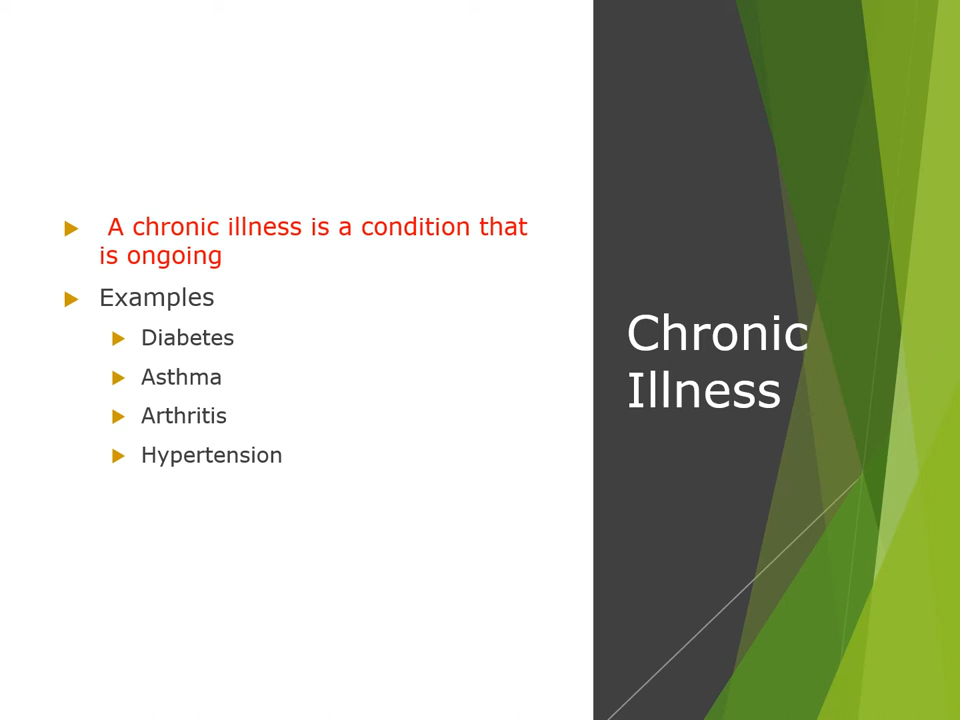 A chronic illness is a condition that
is ongoing
Examples
Diabetes
Asthma
Arthritis
Hypertension
Chronic
Illness